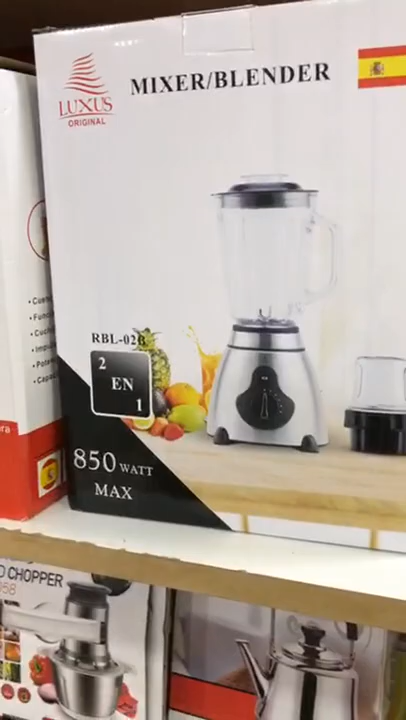 LUXUS
ORIGINAL
MIXER/BLENDER
RBL-02B
2
EN
1
850 WATT
MAX
CHOPPER